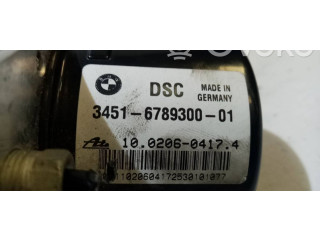 DSC
MADE IN
GERMANY
3451-6789300-01
10.0206-0417.4